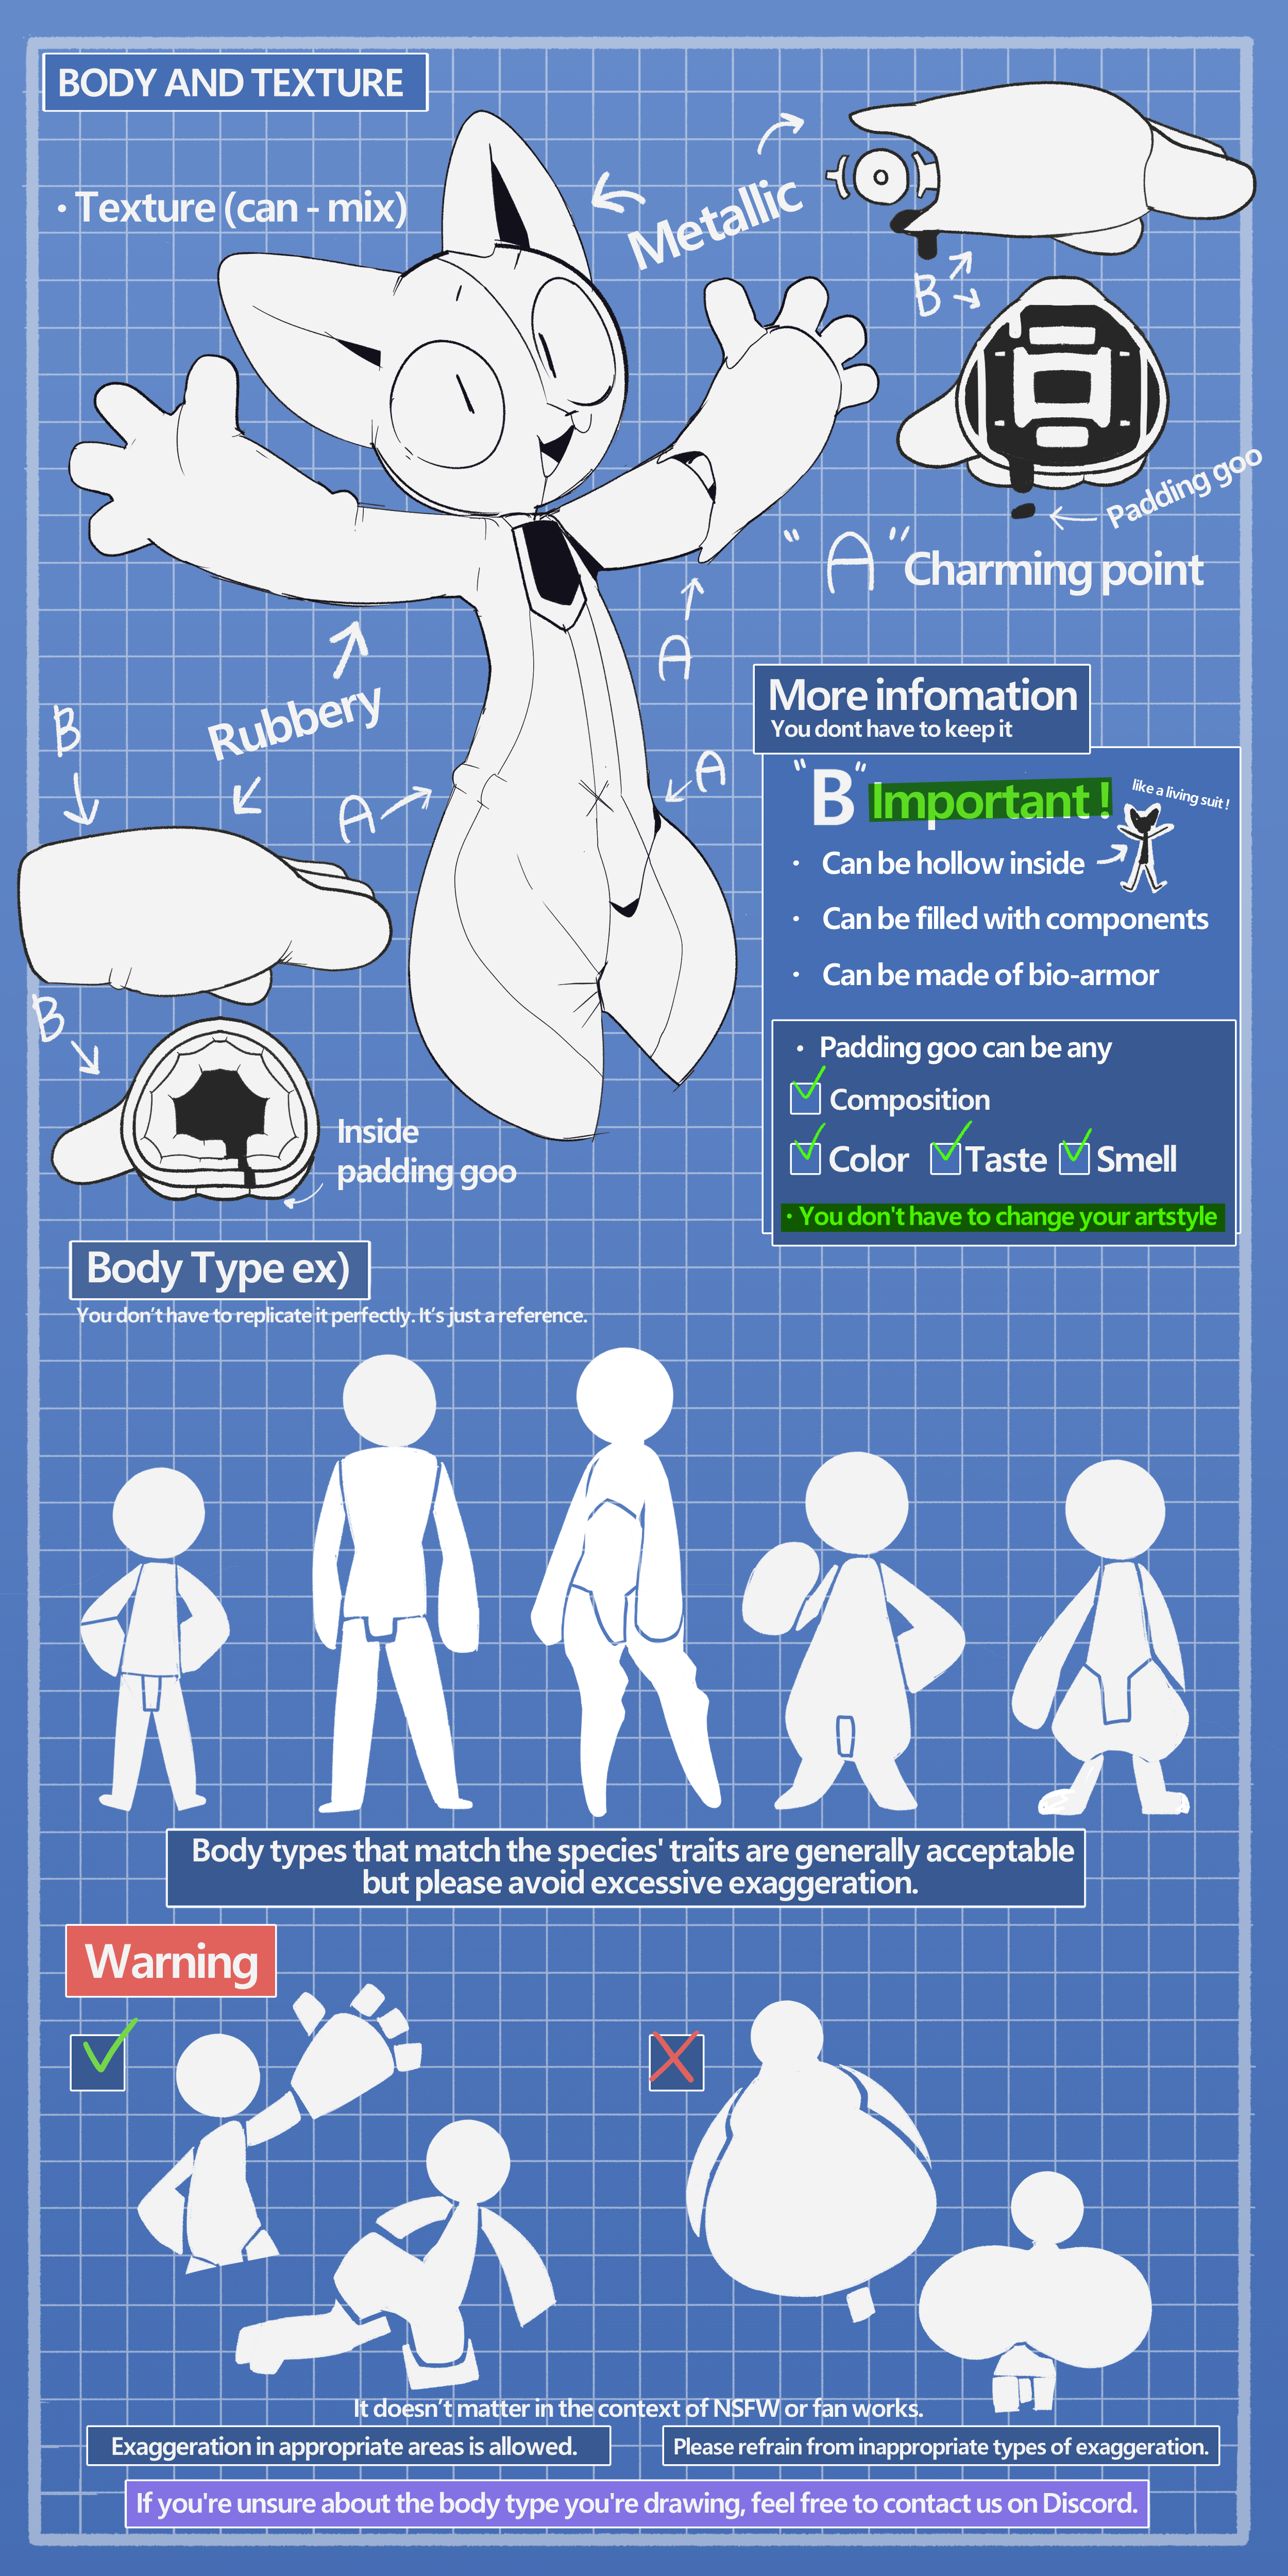 BODY AND TEXTURE
· Texture (can - mix)
Metallic
B
Padding goo
"A" Charming point
A
Rubbery
B
A
A
B
Inside
padding goo
More infomation
You dont have to keep it
"B" Important !
like a living suit !
· Can be hollow inside
· Can be filled with components
· Can be made of bio-armor
· Padding goo can be any
Composition
Color Taste Smell
· You don't have to change your artstyle
Body Type ex)
You don't have to replicate it perfectly. It's just a reference.
Body types that match the species' traits are generally acceptable
but please avoid excessive exaggeration.
Warning
It doesn't matter in the context of NSFW or fan works.
Exaggeration in appropriate areas is allowed.
Please refrain from inappropriate types of exaggeration.
If you're unsure about the body type you're drawing, feel free to contact us on Discord.